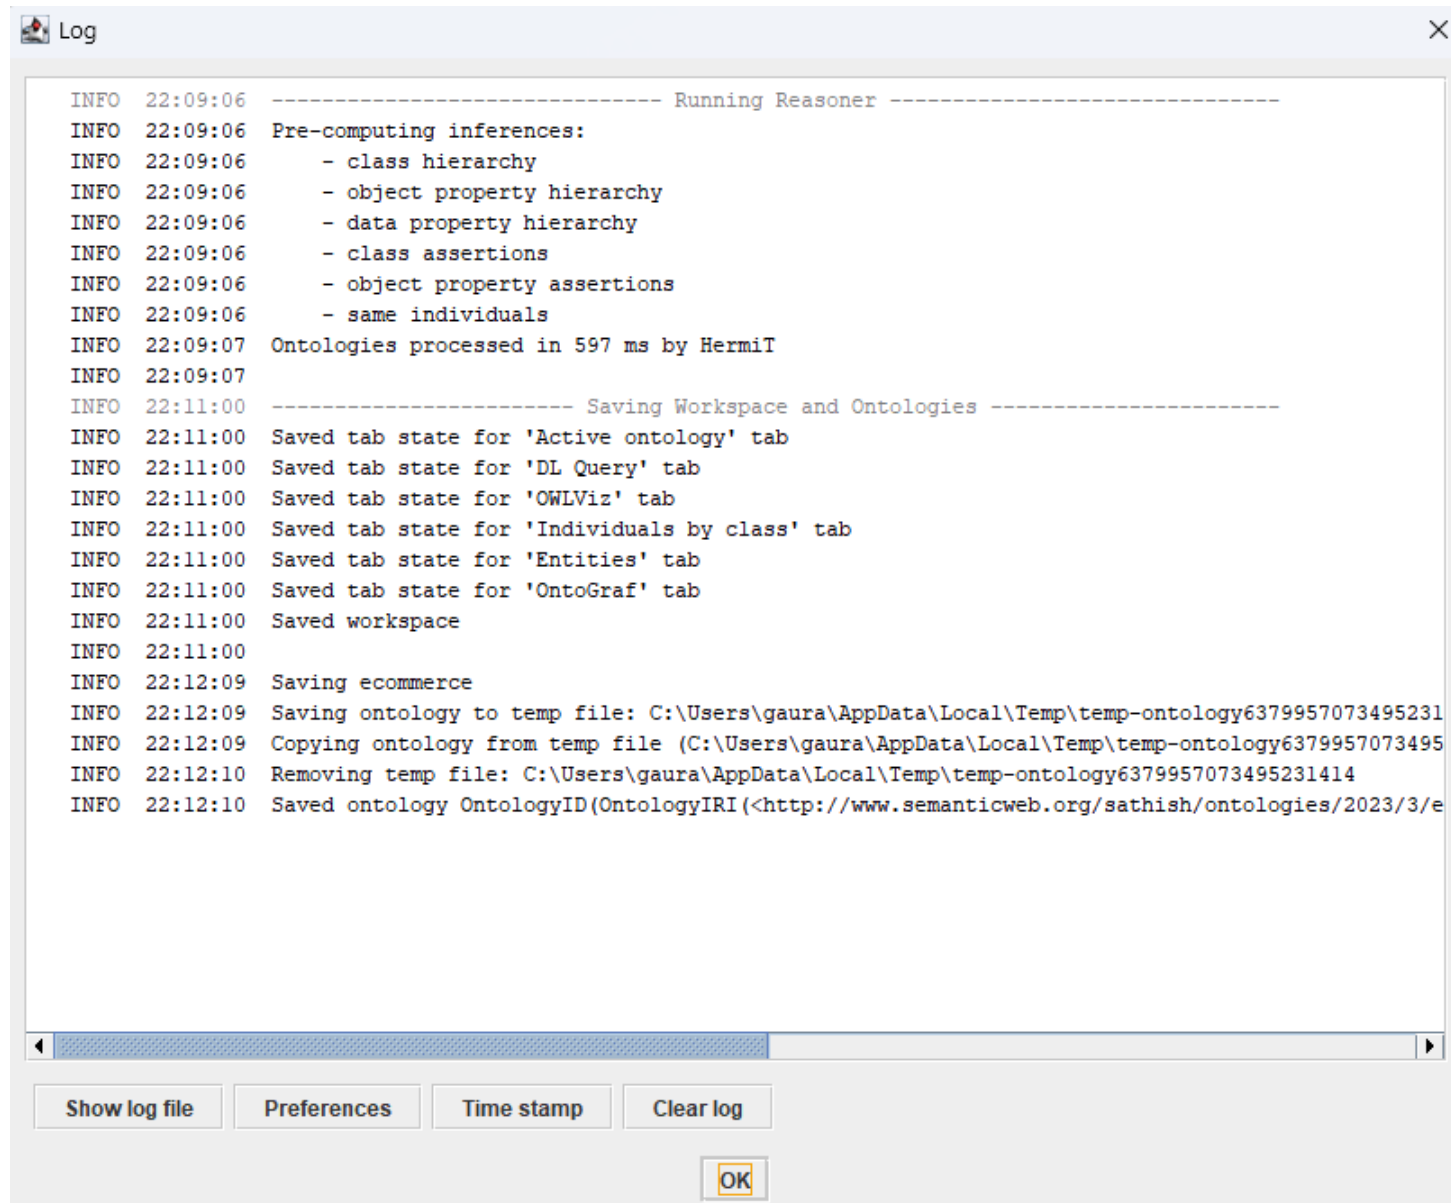 Log
INFO 22:09:06 ------------------------------- Running Reasoner -------------------------------
INFO 22:09:06 Pre-computing inferences:
INFO 22:09:06 - class hierarchy
INFO 22:09:06 - object property hierarchy
INFO 22:09:06 - data property hierarchy
INFO 22:09:06 - class assertions
INFO 22:09:06 - object property assertions
INFO 22:09:06 - same individuals
INFO 22:09:07 Ontologies processed in 597 ms by HermiT
INFO 22:09:07
INFO 22:11:00 ------------------------ Saving Workspace and Ontologies -----------------------
INFO 22:11:00 Saved tab state for 'Active ontology' tab
INFO 22:11:00 Saved tab state for 'DL Query' tab
INFO 22:11:00 Saved tab state for 'OWLViz' tab
INFO 22:11:00 Saved tab state for 'Individuals by class' tab
INFO 22:11:00 Saved tab state for 'Entities' tab
INFO 22:11:00 Saved tab state for 'OntoGraf' tab
INFO 22:11:00 Saved workspace
INFO 22:11:00
INFO 22:12:09 Saving ecommerce
INFO 22:12:09 Saving ontology to temp file: C:\Users\gaura\AppData\Local\Temp\temp-ontology6379957073495231
INFO 22:12:09 Copying ontology from temp file (C:\Users\gaura\AppData\Local\Temp\temp-ontology6379957073495
INFO 22:12:10 Removing temp file: C:\Users\gaura\AppData\Local\Temp\temp-ontology6379957073495231414
INFO 22:12:10 Saved ontology OntologyID(OntologyIRI(<http://www.semanticweb.org/sathish/ontologies/2023/3/e
Show log file Preferences Time stamp Clear log
OK